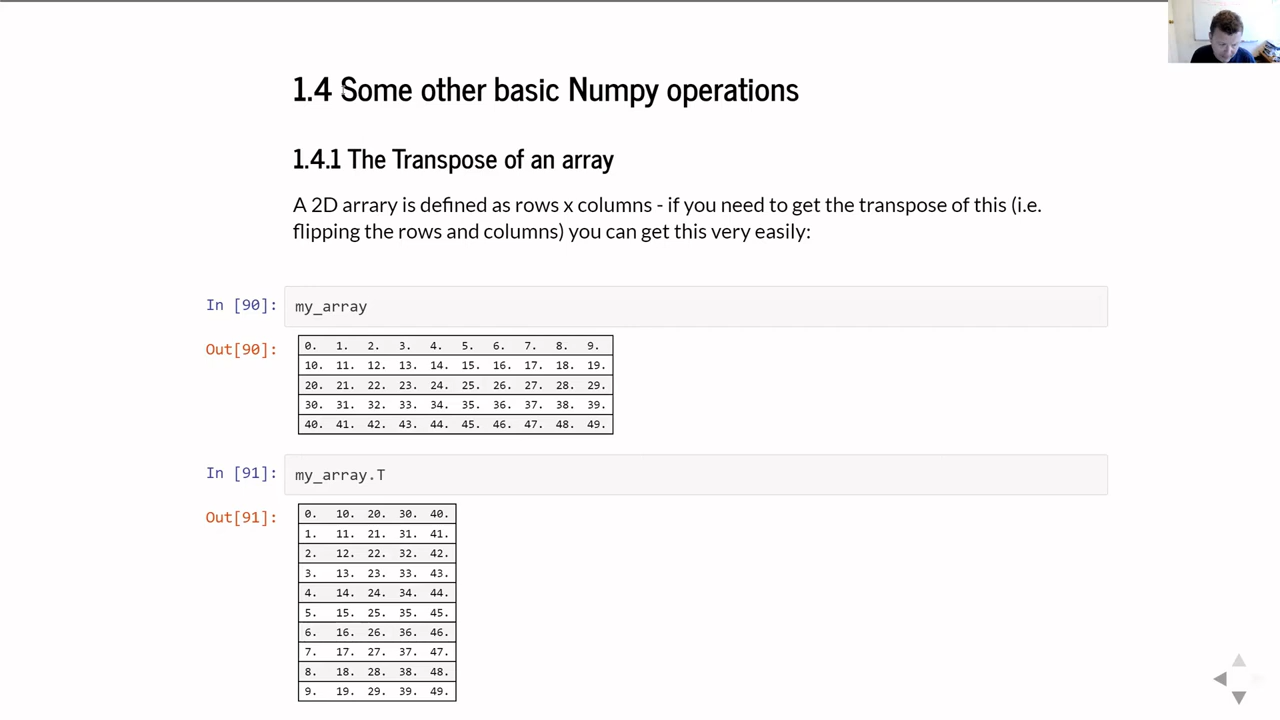 1.4 Some other basic Numpy operations
1.4.1 The Transpose of an array
A 2D arrary is defined as rows x columns - if you need to get the transpose of this (i.e.
flipping the rows and columns) you can get this very easily:
In [90]: my_array
Out[90]: 0. 1. 2. 3. 4. 5. 6. 7. 8. 9.
10. 11. 12. 13. 14. 15. 16. 17. 18. 19.
20. 21. 22. 23. 24. 25. 26. 27. 28. 29.
30. 31. 32. 33. 34. 35. 36. 37. 38. 39.
40. 41. 42. 43. 44. 45. 46. 47. 48. 49.
In [91]: my_array.T
Out[91]: 0. 10. 20. 30. 40.
1. 11. 21. 31. 41.
2. 12. 22. 32. 42.
3. 13. 23. 33. 43.
4. 14. 24. 34. 44.
5. 15. 25. 35. 45.
6. 16. 26. 36. 46.
7. 17. 27. 37. 47.
8. 18. 28. 38. 48.
9. 19. 29. 39. 49.